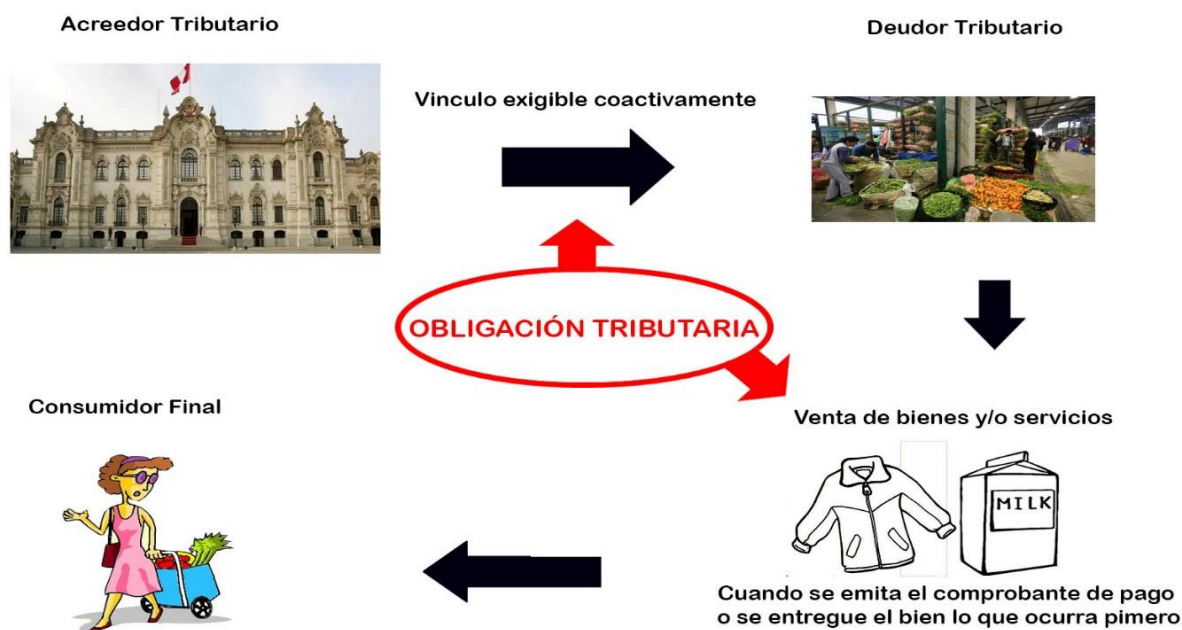 Acreedor Tributario
Deudor Tributario
Vinculo exigible coactivamente
OBLIGACIÓN TRIBUTARIA
Consumidor Final
Venta de bienes y/o servicios
MILK
Cuando se emita el comprobante de pago
o se entregue el bien lo que ocurra pimero